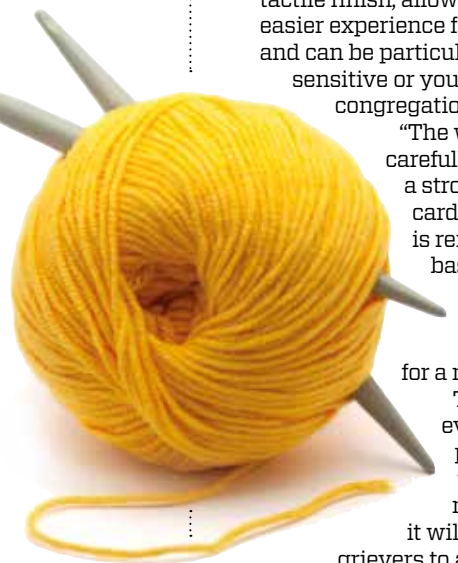 tactile finish, allow
easier experience f
and can be particul
sensitive or you
congregatio
“The w
carefull
a stro
card
is re
bas
for a
ev
it wil
grievers to a